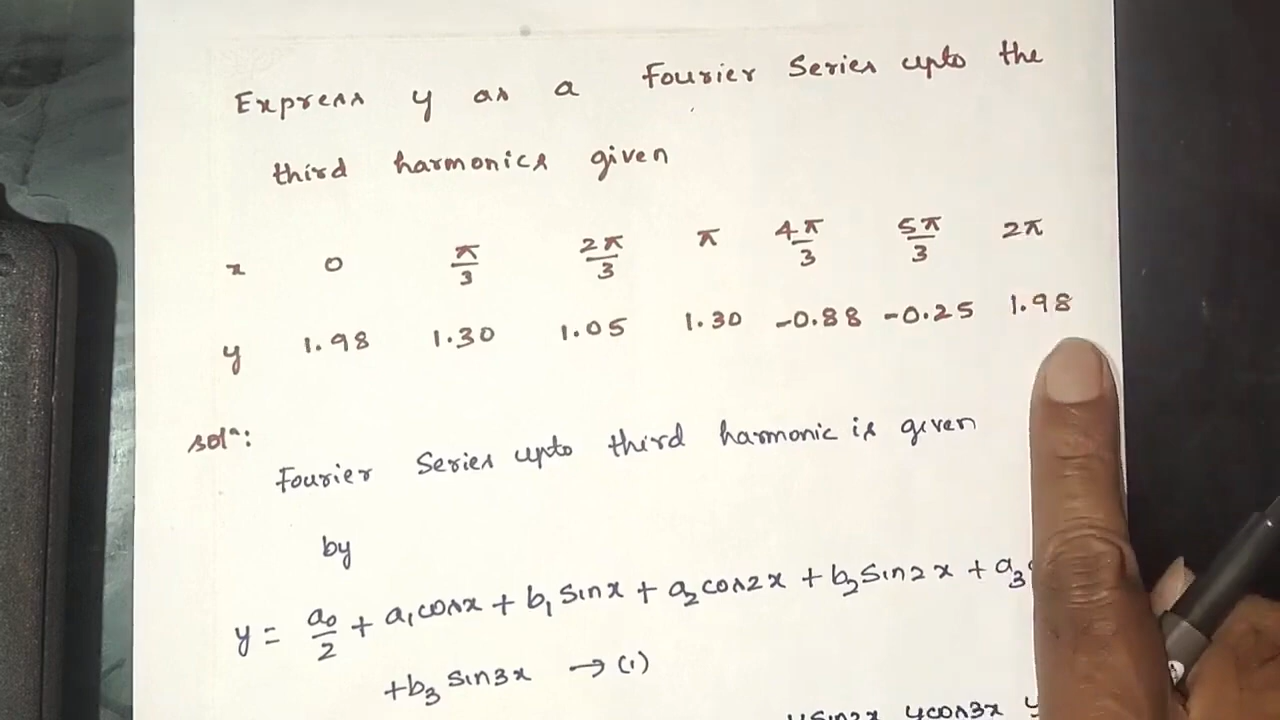 Express y as a Fourier Series upto the
third harmonics given
x 0 π/3 2π/3 π 4π/3 5π/3 2π
y 1.98 1.30 1.05 1.30 -0.88 -0.25 1.98
solⁿ:
Fourier Series upto third harmonic is given
by
y = a₀/2 + a₁cosx + b₁sinx + a₂cos2x + b₂sin2x + a₃
+b₃ sin3x → (1)
ysin2x ycos3x y